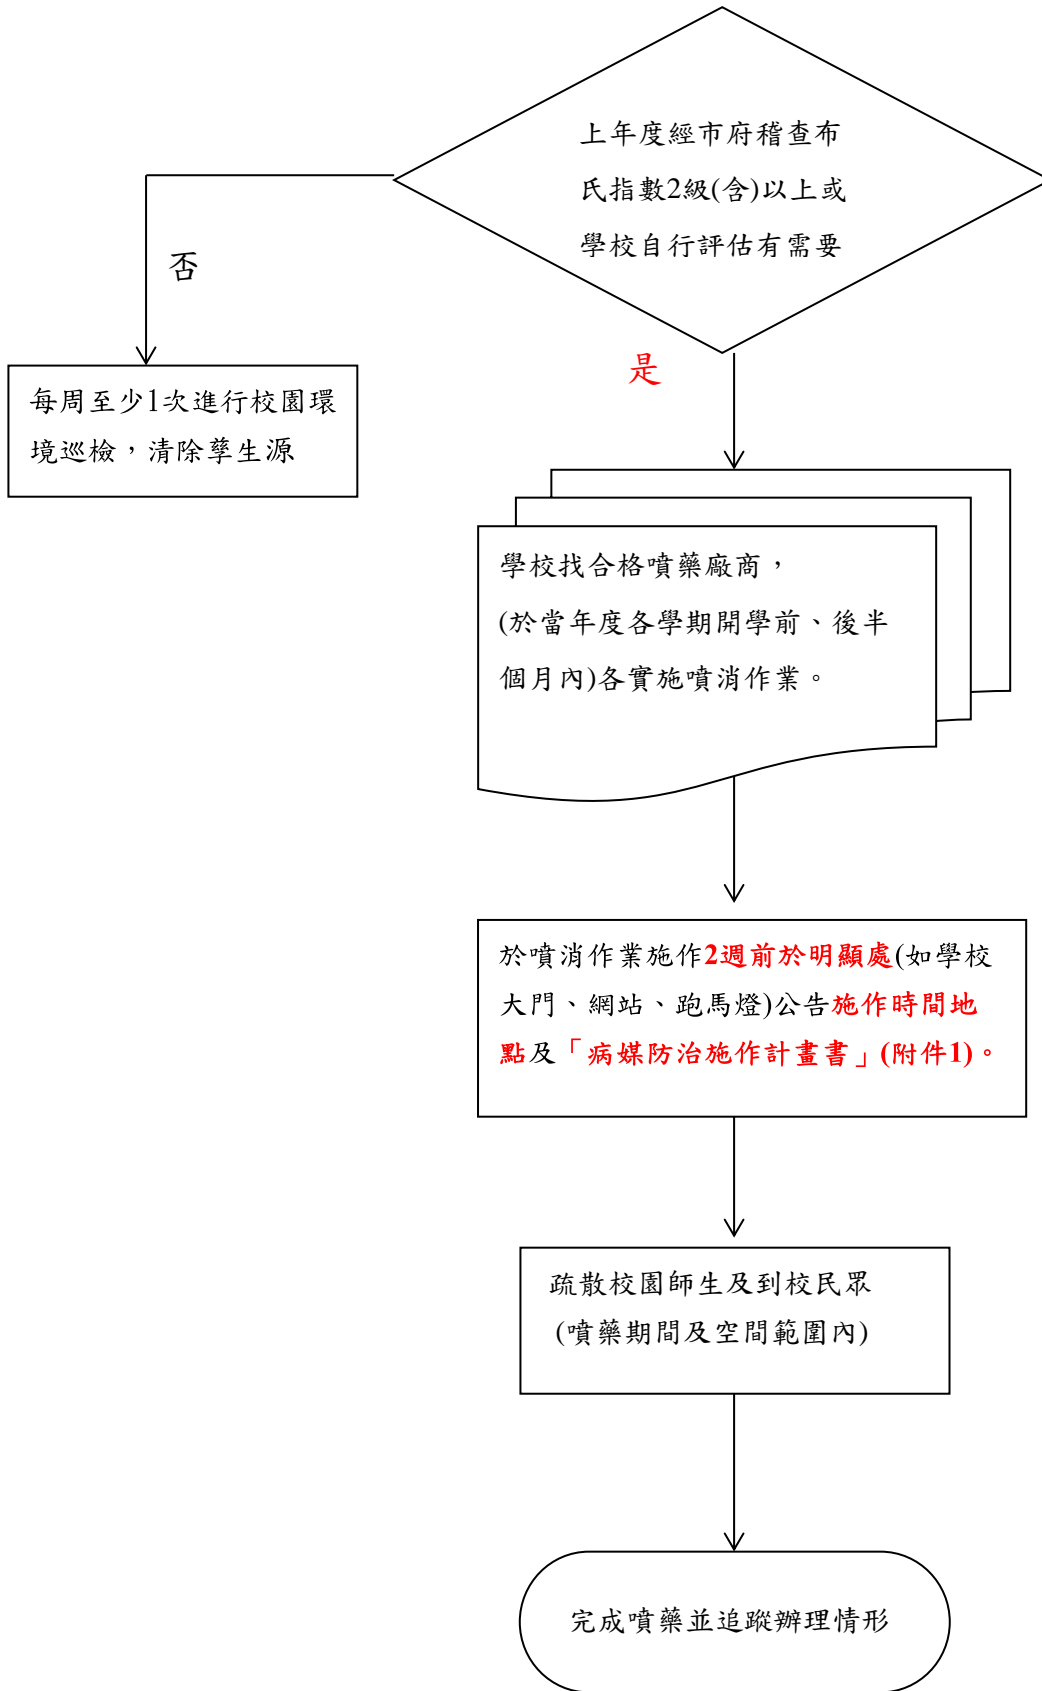 上年度經市府稽查布
氏指數2級(含)以上或
學校自行評估有需要
否
是
每周至少1次進行校園環
境巡檢，清除孳生源
學校找合格噴藥廠商，
(於當年度各學期開學前、後半
個月內)各實施噴消作業。
於噴消作業施作2週前於明顯處(如學校
大門、網站、跑馬燈)公告施作時間地
點及「病媒防治施作計畫書」(附件1)。
疏散校園師生及到校民眾
(噴藥期間及空間範圍內)
完成噴藥並追蹤辦理情形